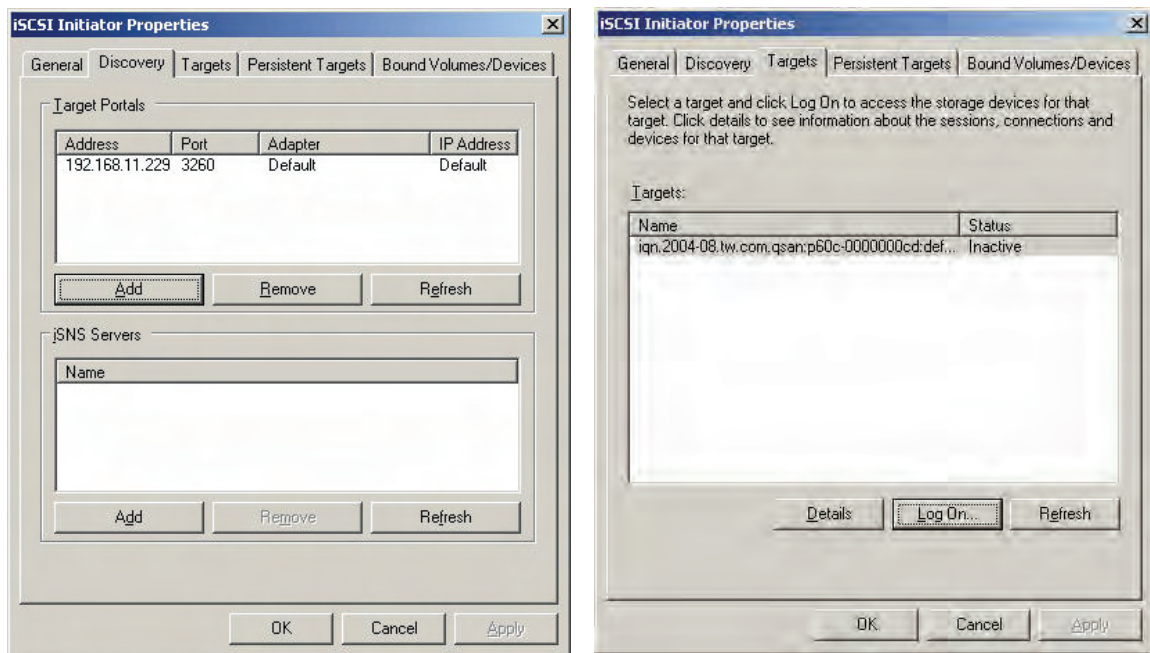 iSCSI Initiator Properties
General Discovery Targets Persistent Targets Bound Volumes/Devices
Target Portals
Address Port Adapter IP Address
192.168.11.229 3260 Default Default
Add Remove Refresh
iSNS Servers
Name
Add Remove Refresh
OK Cancel Apply
iSCSI Initiator Properties
General Discovery Targets Persistent Targets Bound Volumes/Devices
Select a target and click Log On to access the storage devices for that
target. Click details to see information about the sessions, connections and
devices for that target.
Targets:
Name Status
iqn.2004-08.tw.com.qsan:p60c-0000000cd:def... Inactive
Details Log On... Refresh
OK Cancel Apply